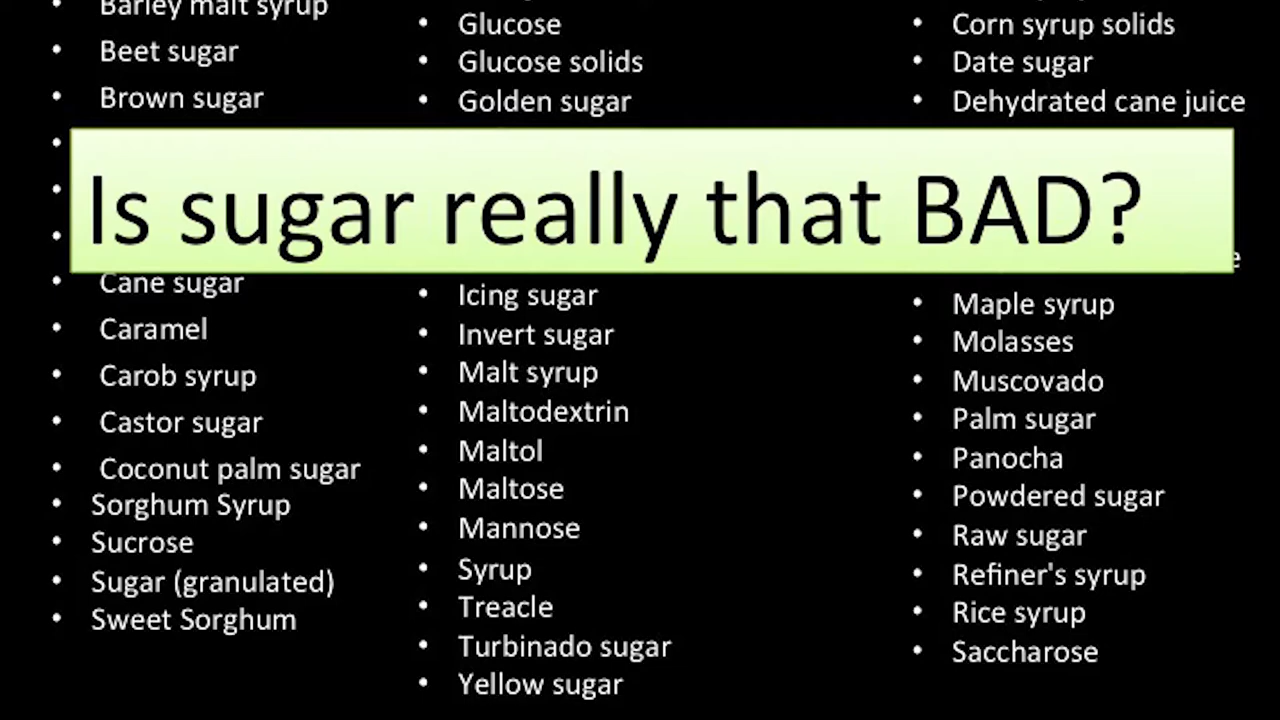 Barley malt syrup
Beet sugar
Brown sugar
Glucose
Glucose solids
Golden sugar
Corn syrup solids
Date sugar
Dehydrated cane juice
Is sugar really that BAD?
Cane sugar
Caramel
Carob syrup
Castor sugar
Coconut palm sugar
Sorghum Syrup
Sucrose
Sugar (granulated)
Sweet Sorghum
Icing sugar
Invert sugar
Malt syrup
Maltodextrin
Maltol
Maltose
Mannose
Syrup
Treacle
Turbinado sugar
Yellow sugar
Maple syrup
Molasses
Muscovado
Palm sugar
Panocha
Powdered sugar
Raw sugar
Refiner's syrup
Rice syrup
Saccharose